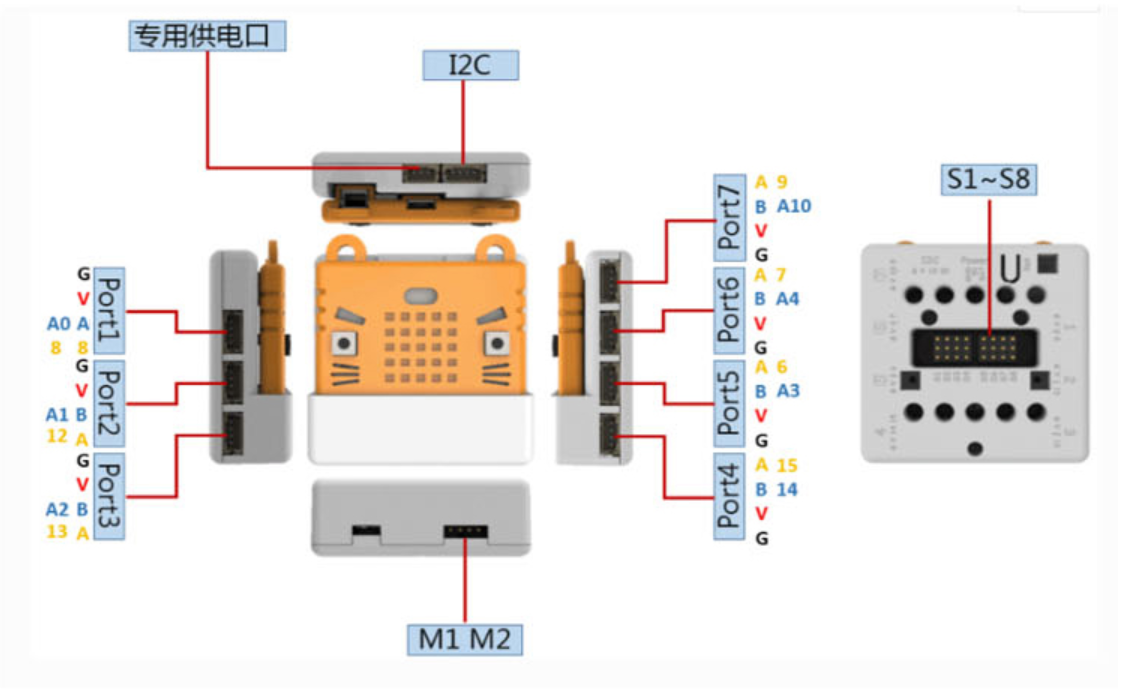 专用供电口
I2C
S1~S8
Port7
A 9
B A10
V
G
Port6
A 7
B A4
V
G
Port5
A 6
B A3
V
G
Port4
A 15
B 14
V
G
G
V
A0 A
8 8
Port1
G
V
A1 B
12 A
Port2
G
V
A2 B
13 A
Port3
M1 M2